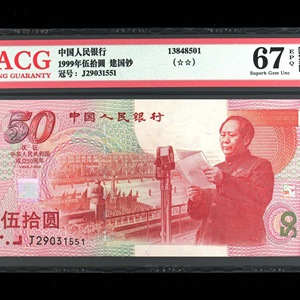 ACG
NG GUARANTY
中国人民银行
1999年伍拾圆 建国钞
冠号: J29031551
13848501
(☆☆)
67
EPQ
Superb Gem Unc
50
中国人民银行
庆祝
中华人民共和国
成立50周年
伍拾圆
J29031551
50